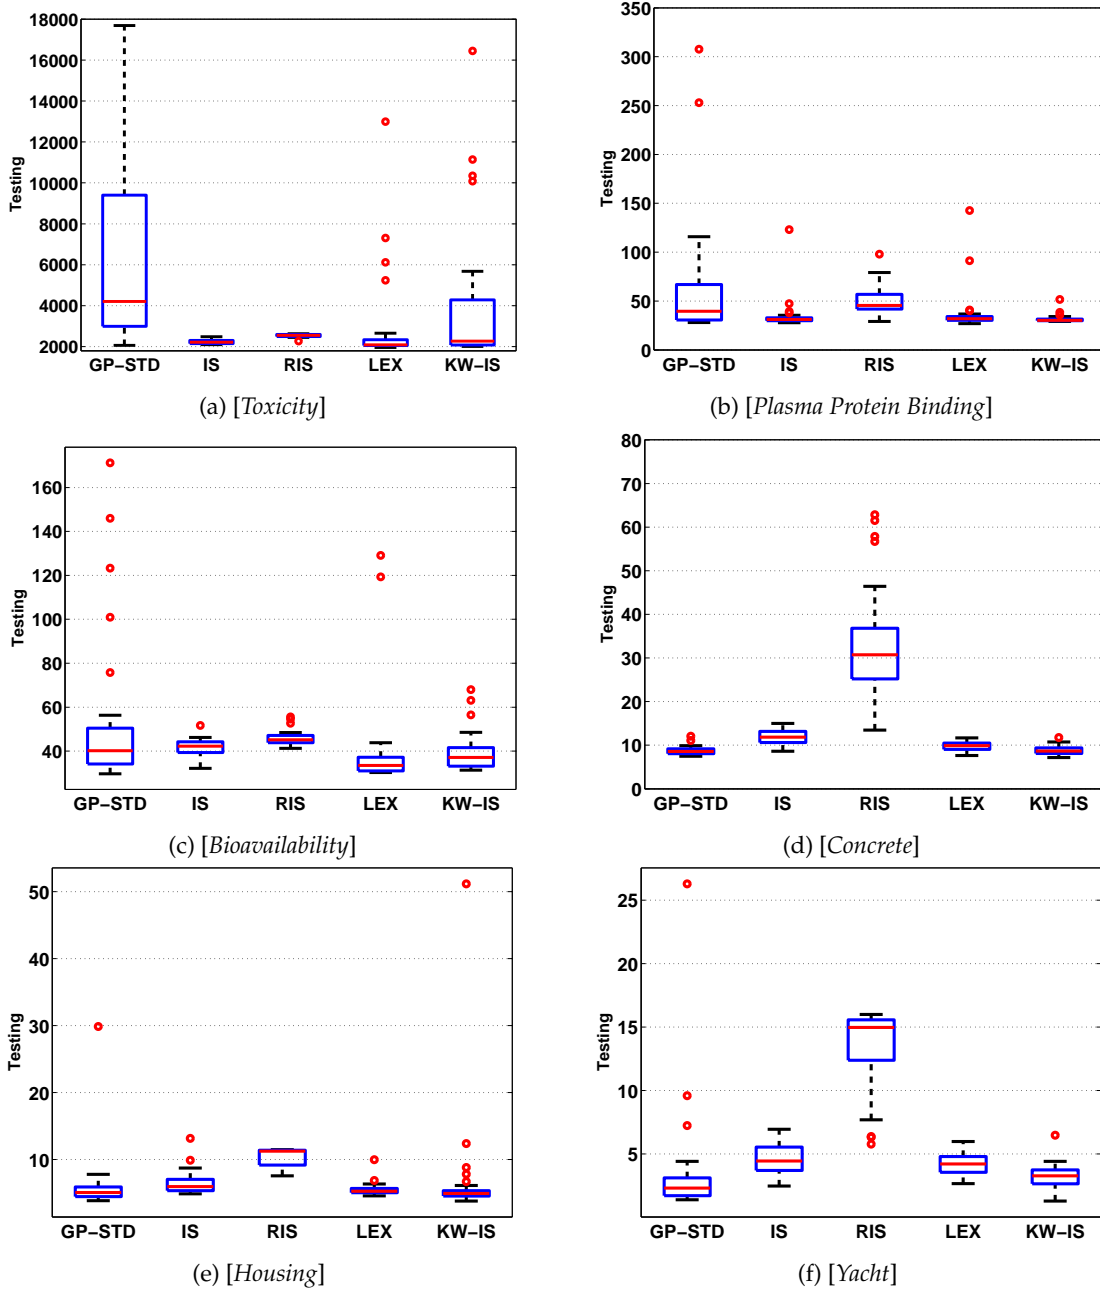 18000
16000
14000
12000
10000
8000
6000
4000
2000
Testing
GP–STD IS RIS LEX KW–IS
(a) [Toxicity]
350
300
250
200
150
100
50
0
Testing
GP–STD IS RIS LEX KW–IS
(b) [Plasma Protein Binding]
160
140
120
100
80
60
40
Testing
GP–STD IS RIS LEX KW–IS
(c) [Bioavailability]
80
70
60
50
40
30
20
10
0
Testing
GP–STD IS RIS LEX KW–IS
(d) [Concrete]
50
40
30
20
10
Testing
GP–STD IS RIS LEX KW–IS
(e) [Housing]
25
20
15
10
5
Testing
GP–STD IS RIS LEX KW–IS
(f) [Yacht]